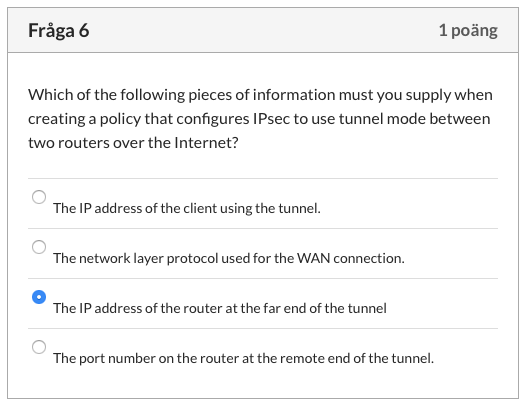 Fråga 6
1 poäng
Which of the following pieces of information must you supply when
creating a policy that configures IPsec to use tunnel mode between
two routers over the Internet?
The IP address of the client using the tunnel.
The network layer protocol used for the WAN connection.
The IP address of the router at the far end of the tunnel
The port number on the router at the remote end of the tunnel.